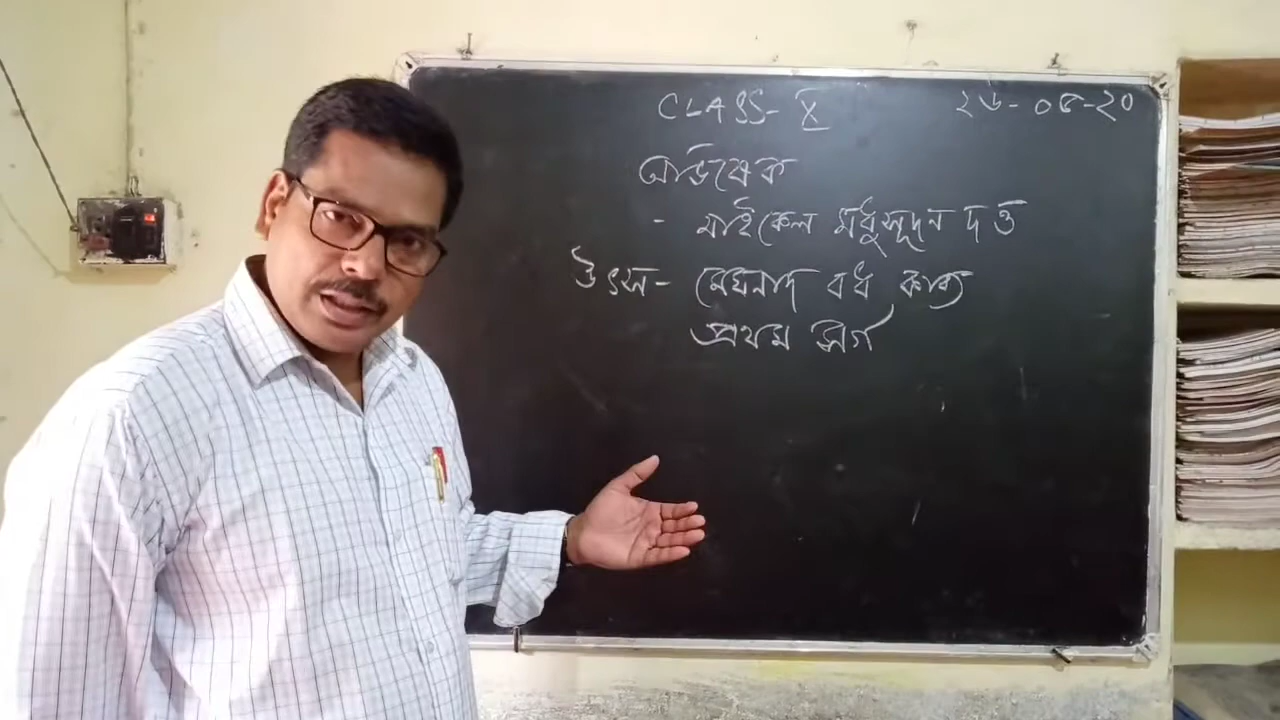 CLASS- X ২৬-০৫-২০
অভিষেক
- মাইকেল মধুসূদন দত্ত
উৎস- মেঘনাদ বধ কাব্য
প্রথম সর্গ